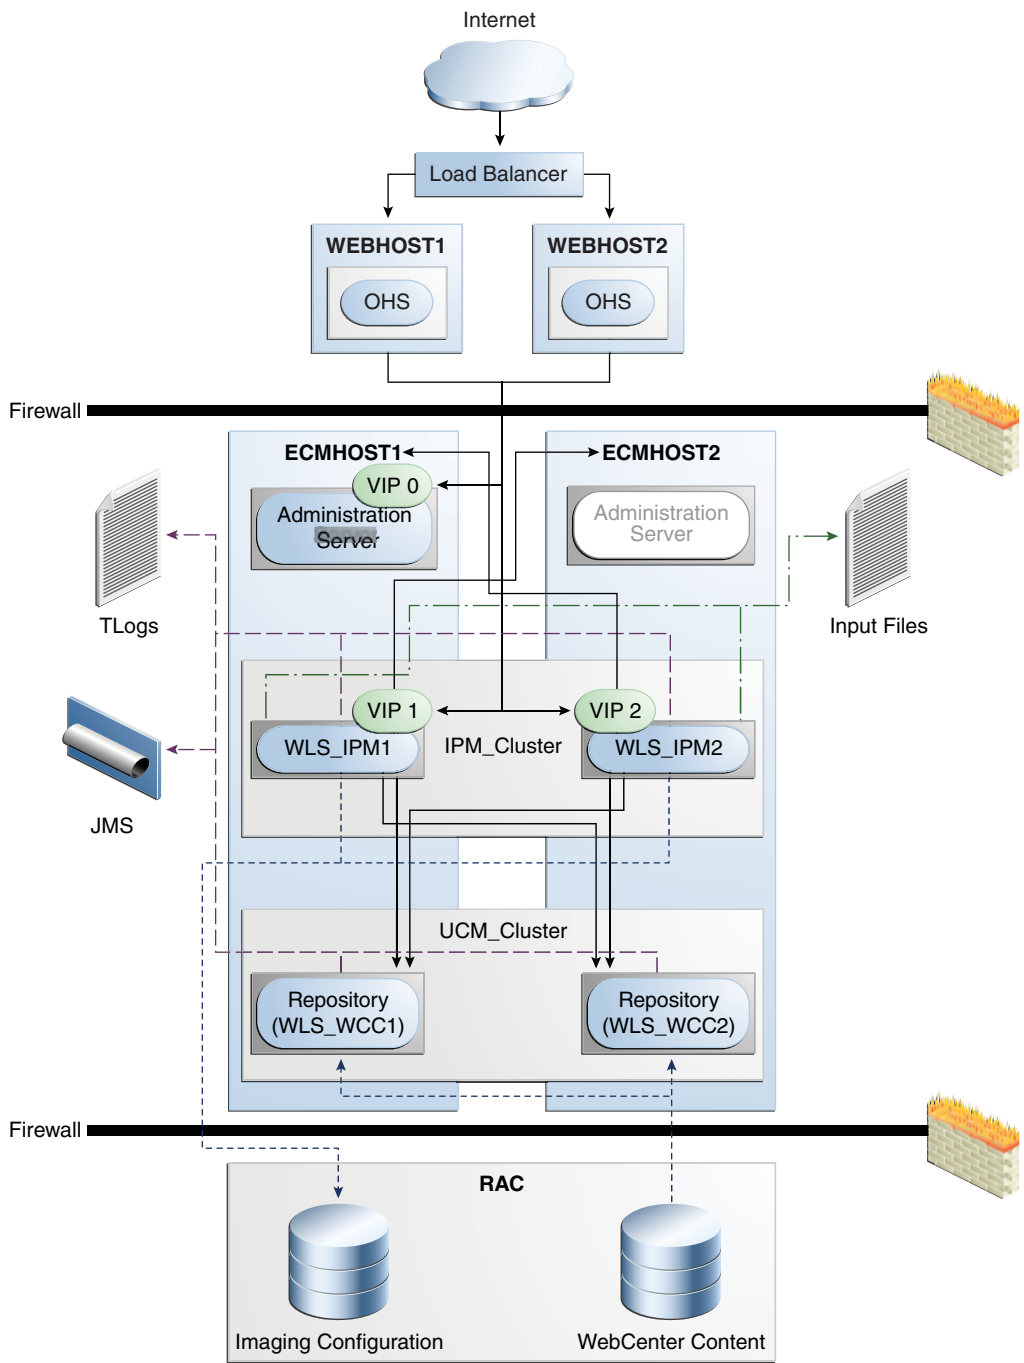 Internet
Load Balancer
WEBHOST1
WEBHOST2
OHS
OHS
Firewall
ECMHOST1
ECMHOST2
VIP 0
Administration
Server
Administration
Server
TLogs
Input Files
VIP 1
VIP 2
WLS_IPM1
IPM_Cluster
WLS_IPM2
JMS
UCM_Cluster
Repository
(WLS_WCC1)
Repository
(WLS_WCC2)
Firewall
RAC
Imaging Configuration
WebCenter Content